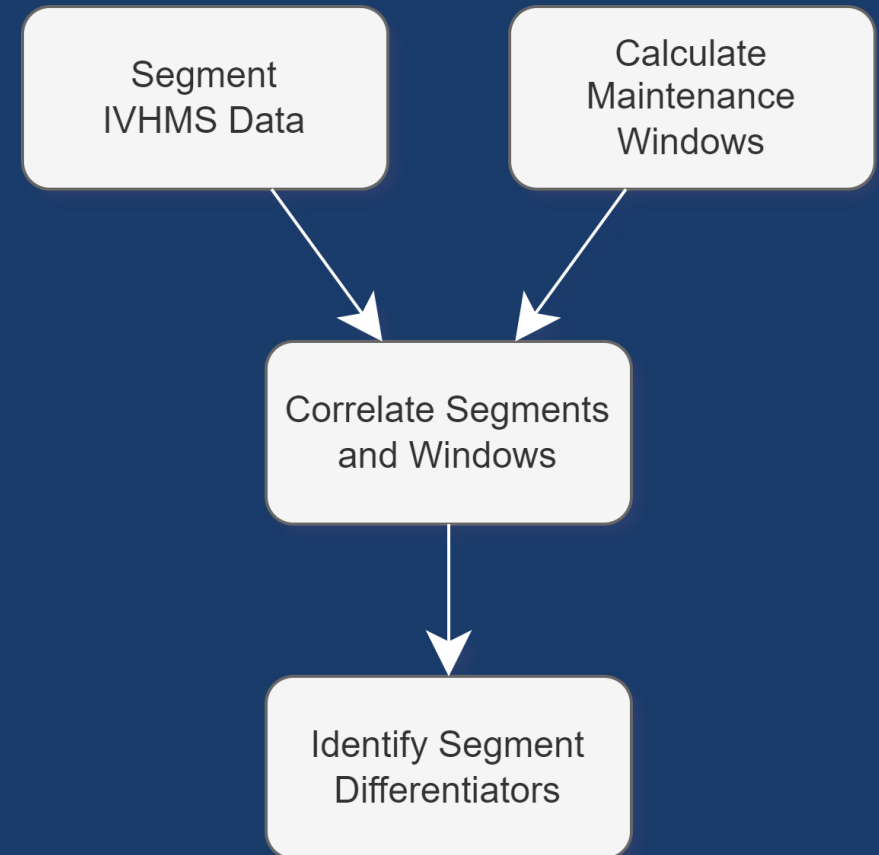 Segment
IVHMS Data
Calculate
Maintenance
Windows
Correlate Segments
and Windows
Identify Segment
Differentiators